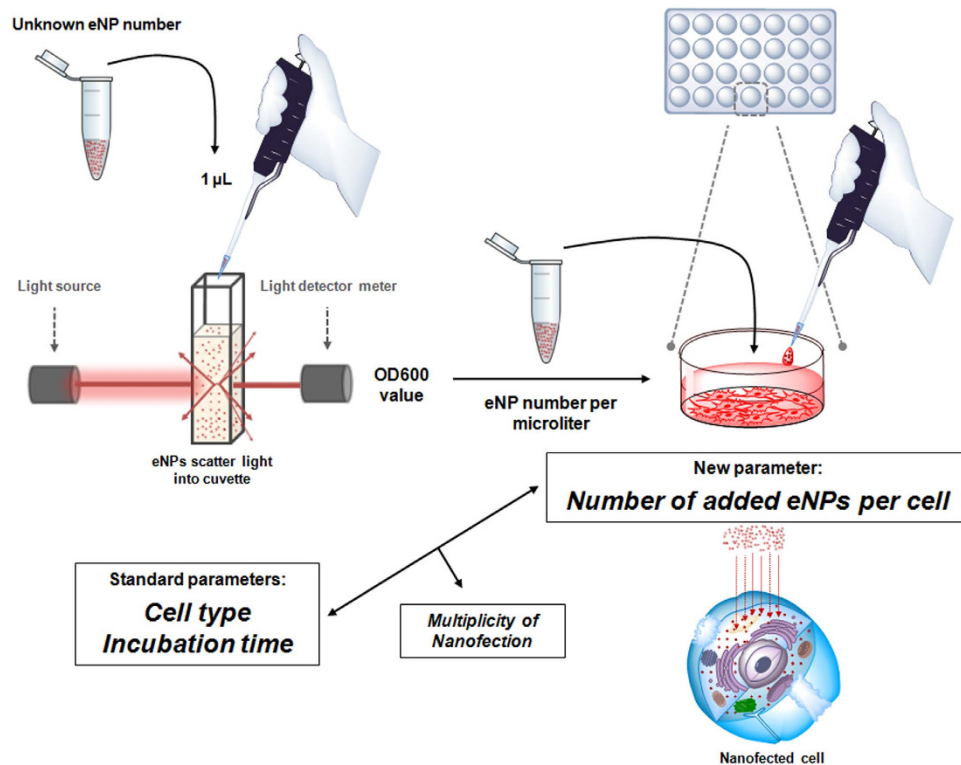 Unknown eNP number
1 µL
Light source
Light detector meter
OD600
value
eNP number per
microliter
eNPs scatter light
into cuvette
New parameter:
Number of added eNPs per cell
Standard parameters:
Cell type
Incubation time
Multiplicity of
Nanofection
Nanofected cell